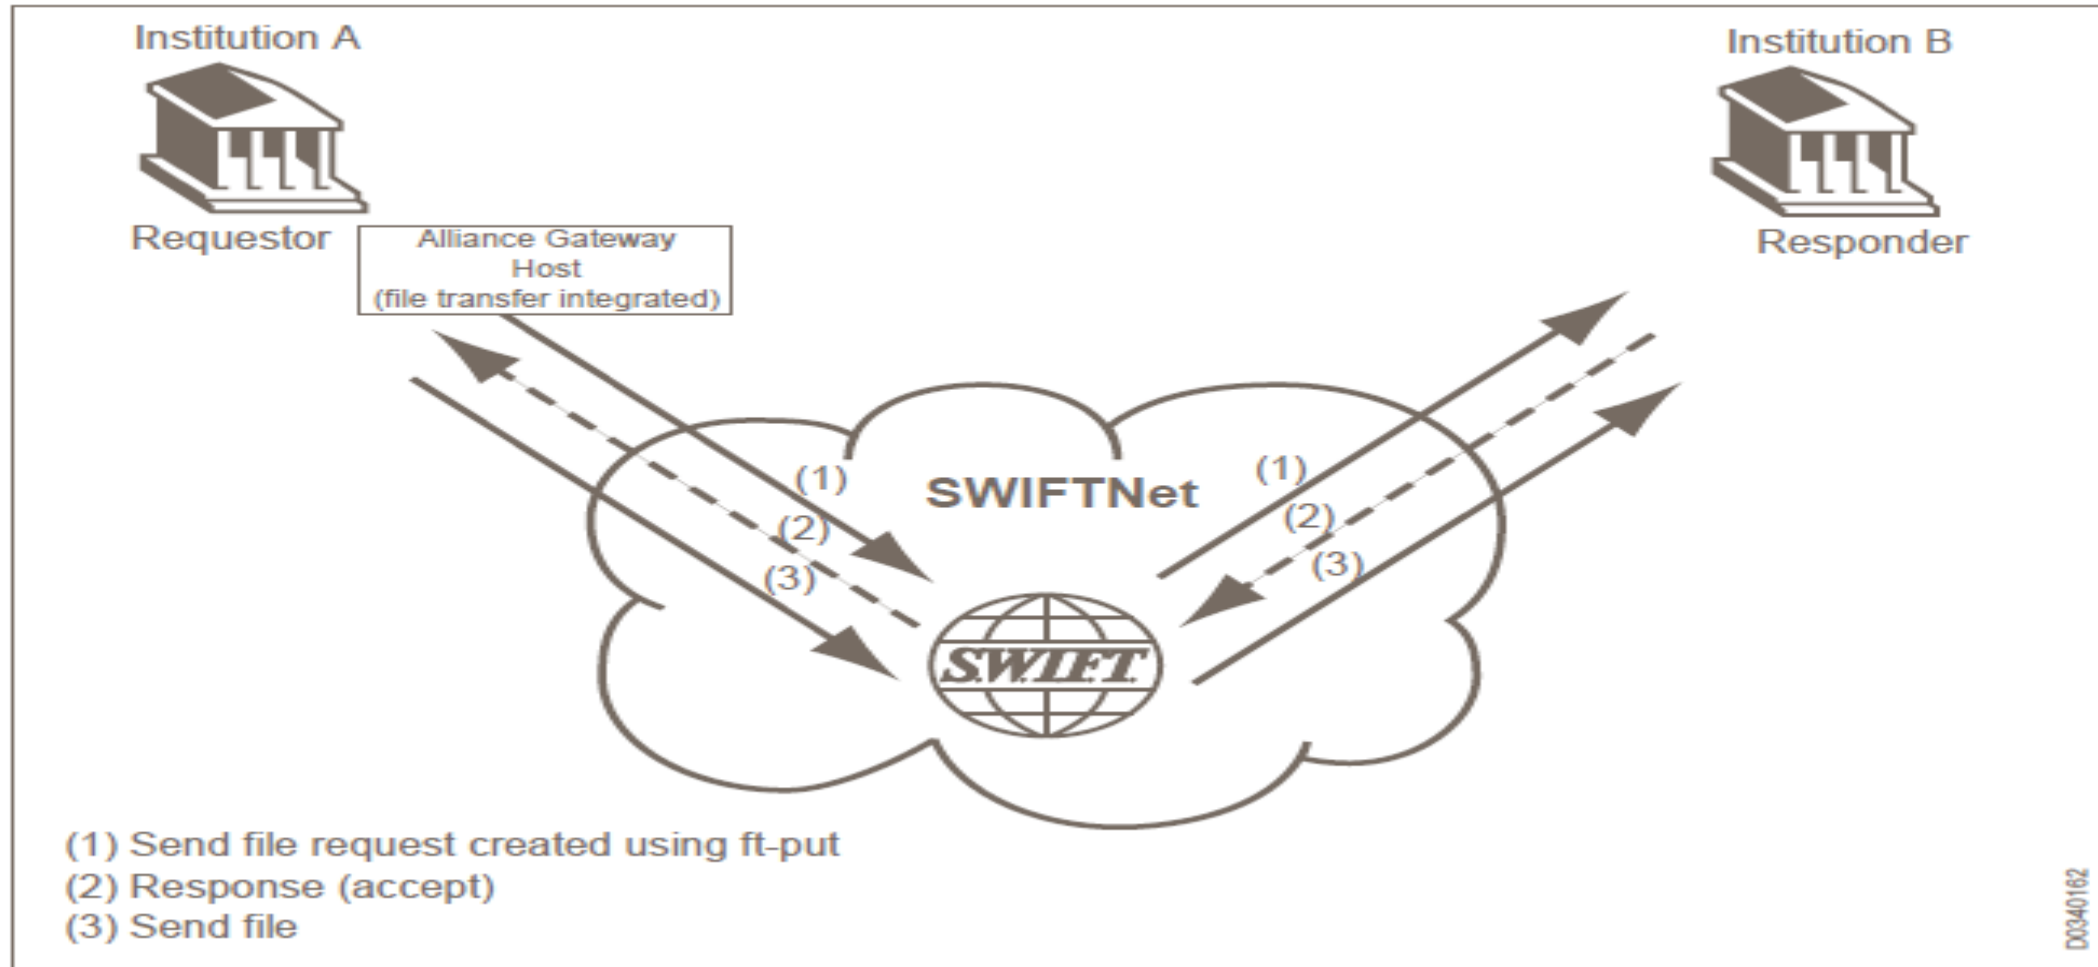 Institution A
Institution B
Requestor
Responder
Alliance Gateway
Host
(file transfer integrated)
(1)
(2)
(3)
SWIFTNet
(1)
(2)
(3)
S.W.I.F.T.
(1) Send file request created using ft-put
(2) Response (accept)
(3) Send file
D0340162